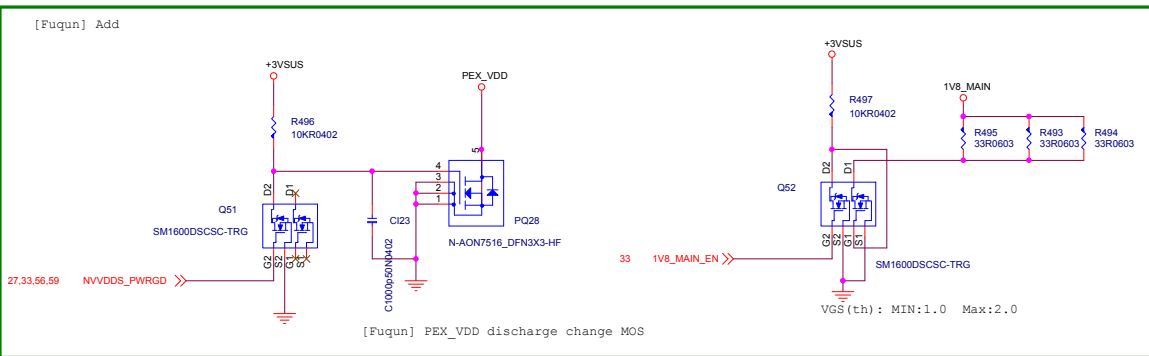 [Fuqun] Add
+3VSUS
R496
10KR0402
PEX_VDD
5
4
3
2
1
D2
D1
Q51
SM1600DSCSC-TRG
G2
S2
G1
S1
CI23
C1000p50N0402
PQ28
N-AON7516_DFN3X3-HF
27,33,56,59 NVVDDS_PWRGD
[Fuqun] PEX_VDD discharge change MOS
+3VSUS
R497
10KR0402
1V8_MAIN
R495
33R0603
R493
33R0603
R494
33R0603
D2
D1
Q52
G2
S2
G1
S1
SM1600DSCSC-TRG
33 1V8_MAIN_EN
VGS(th): MIN:1.0 Max:2.0